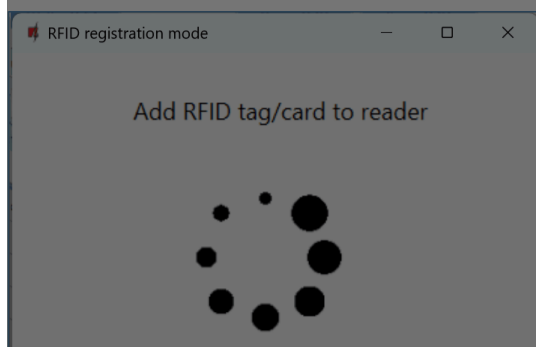 RFID registration mode
Add RFID tag/card to reader